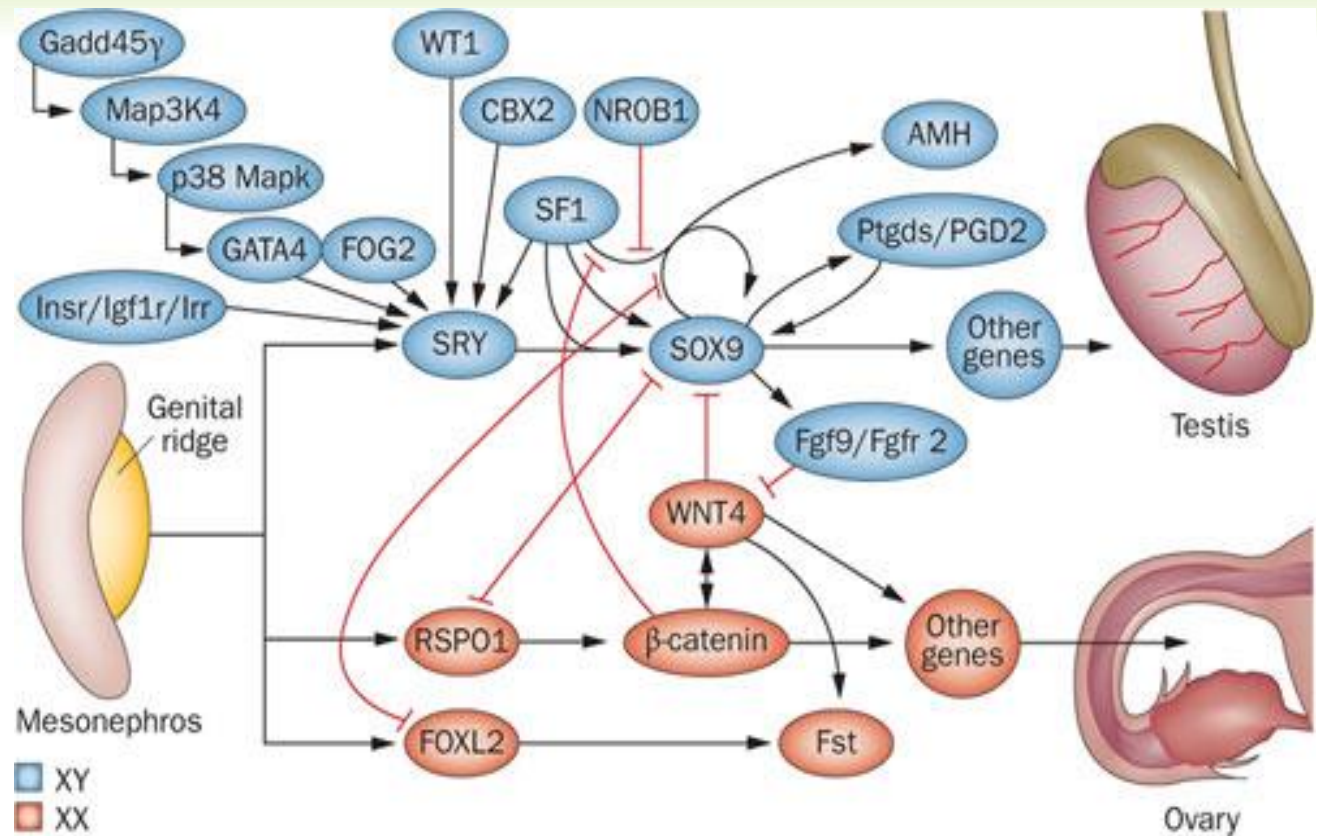 Gadd45γ
WT1
Map3K4
CBX2
NR0B1
AMH
p38 Mapk
SF1
Ptgds/PGD2
GATA4
FOG2
Insr/Igf1r/Irr
SRY
SOX9
Other
genes
Genital
ridge
Testis
Fgf9/Fgfr 2
WNT4
RSPO1
β-catenin
Other
genes
Mesonephros
FOXL2
Fst
XY
XX
Ovary